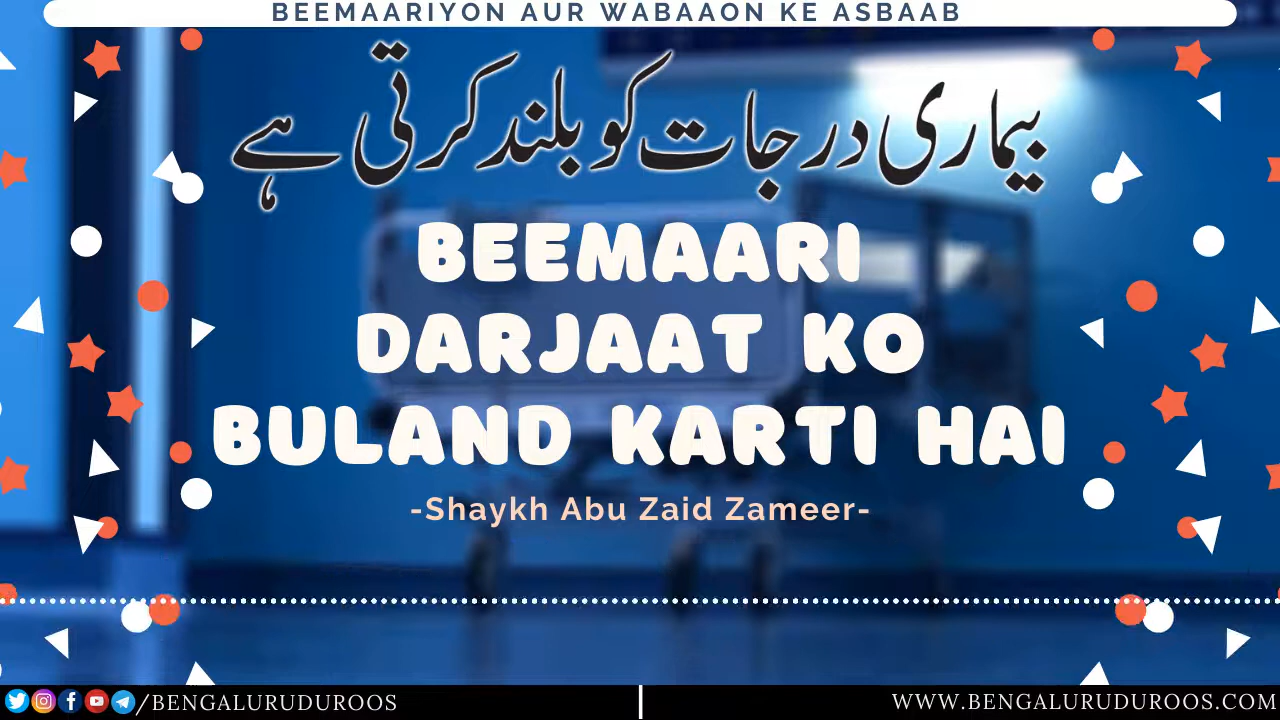 BEEMAARIYON AUR WABAAON KE ASBAAB
بیماری درجات کو بلند کرتی ہے
BEEMAARI
DARJAAT KO
BULAND KARTI HAI
-Shaykh Abu Zaid Zameer-
/BENGALURUDUROOS
WWW.BENGALURUDUROOS.COM